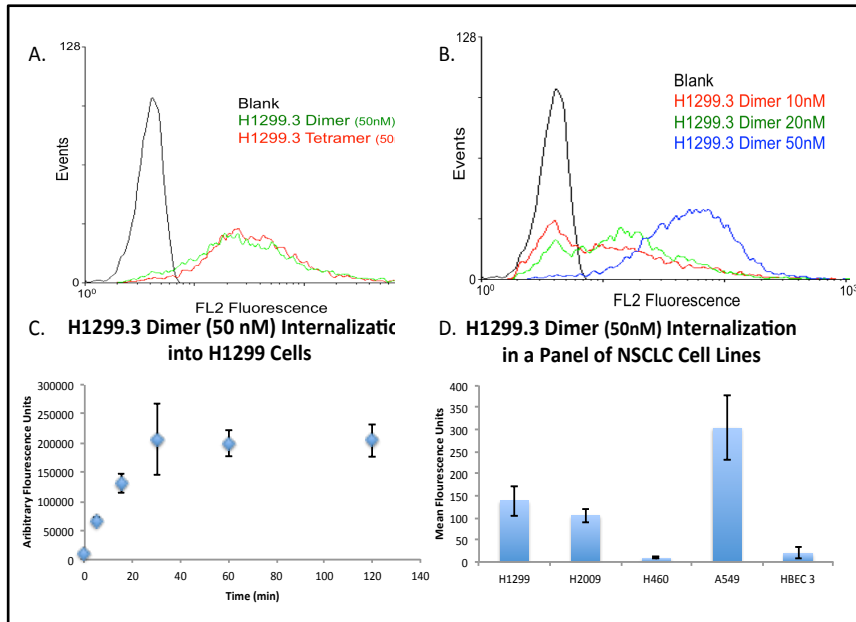 A.
128
Events
Blank
H1299.3 Dimer (50nM)
H1299.3 Tetramer (50
0
10⁰
FL2 Fluorescence
B.
128
Events
Blank
H1299.3 Dimer 10nM
H1299.3 Dimer 20nM
H1299.3 Dimer 50nM
0
10⁰
10³
FL2 Fluorescence
C. H1299.3 Dimer (50 nM) Internalizatio
into H1299 Cells
Aribitrary Flourescence Units
300000
250000
200000
150000
100000
50000
0
0 20 40 60 80 100 120 140
Time (min)
D. H1299.3 Dimer (50nM) Internalization
in a Panel of NSCLC Cell Lines
Mean Flourescence Units
400
350
300
250
200
150
100
50
0
H1299 H2009 H460 A549 HBEC 3